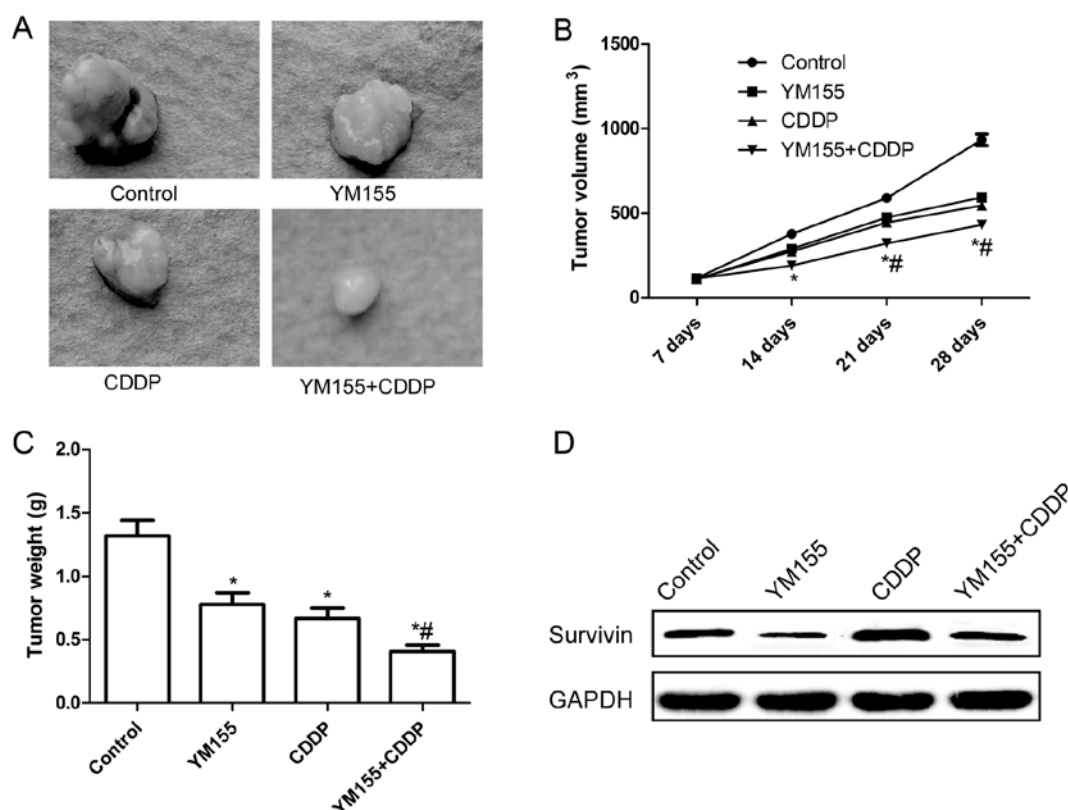 A
Control
YM155
CDDP
YM155+CDDP
B
Tumor volume (mm³)
1500
1000
500
0
Control
YM155
CDDP
YM155+CDDP
*
*#
*#
7 days
14 days
21 days
28 days
C
Tumor weight (g)
2.0
1.5
1.0
0.5
0.0
*
*
*#
Control
YM155
CDDP
YM155+CDDP
D
Control
YM155
CDDP
YM155+CDDP
Survivin
GAPDH